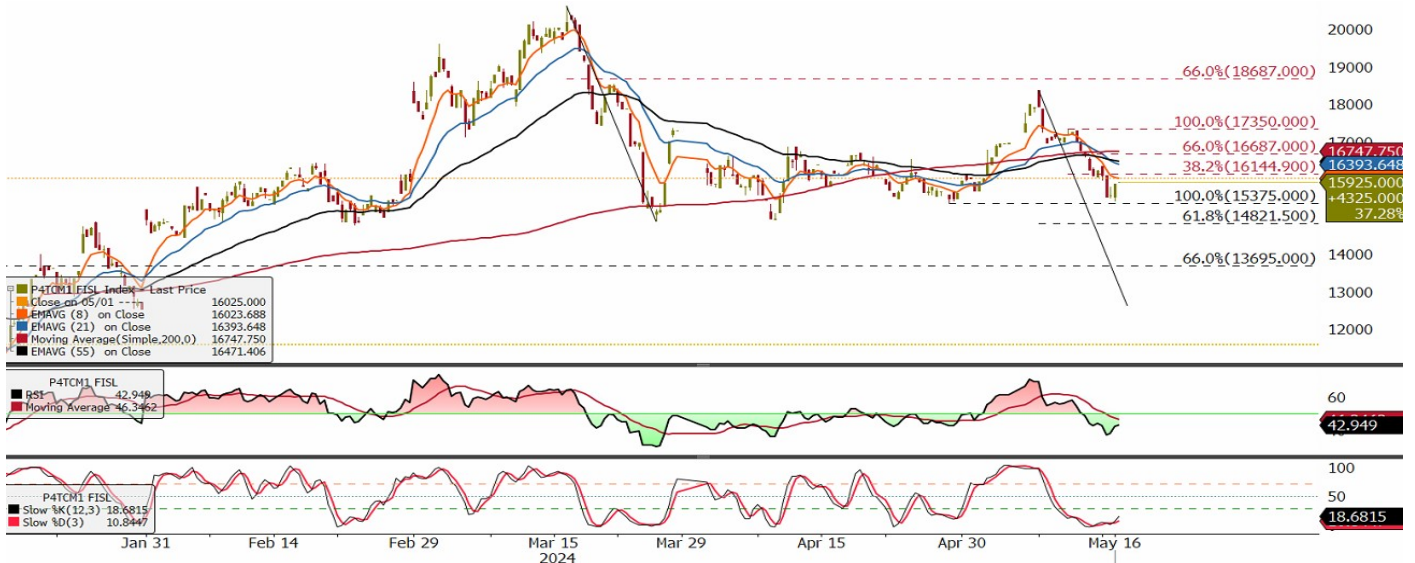 20000
19000
66.0%(18687.000)
18000
100.0%(17350.000)
17000
66.0%(16687.000)
16747.750
38.2%(16144.900)
16393.648
15925.000
+4325.000
37.28%
100.0%(15375.000)
61.8%(14821.500)
14000
66.0%(13695.000)
13000
12000
P4TCM1 FISL Index - Last Price
Close on 05/01 ---- 16025.000
EMAVG (8) on Close 16023.688
EMAVG (21) on Close 16393.648
Moving Average(Simple,200,0) 16747.750
EMAVG (55) on Close 16471.406
P4TCM1 FISL
RSI 42.949
Moving Average 46.3462
60
42.949
P4TCM1 FISL
Slow %K(12,3) 18.6815
Slow %D(3) 10.8447
100
50
18.6815
Jan 31
Feb 14
Feb 29
Mar 15
Mar 29
Apr 15
Apr 30
May 16
2024